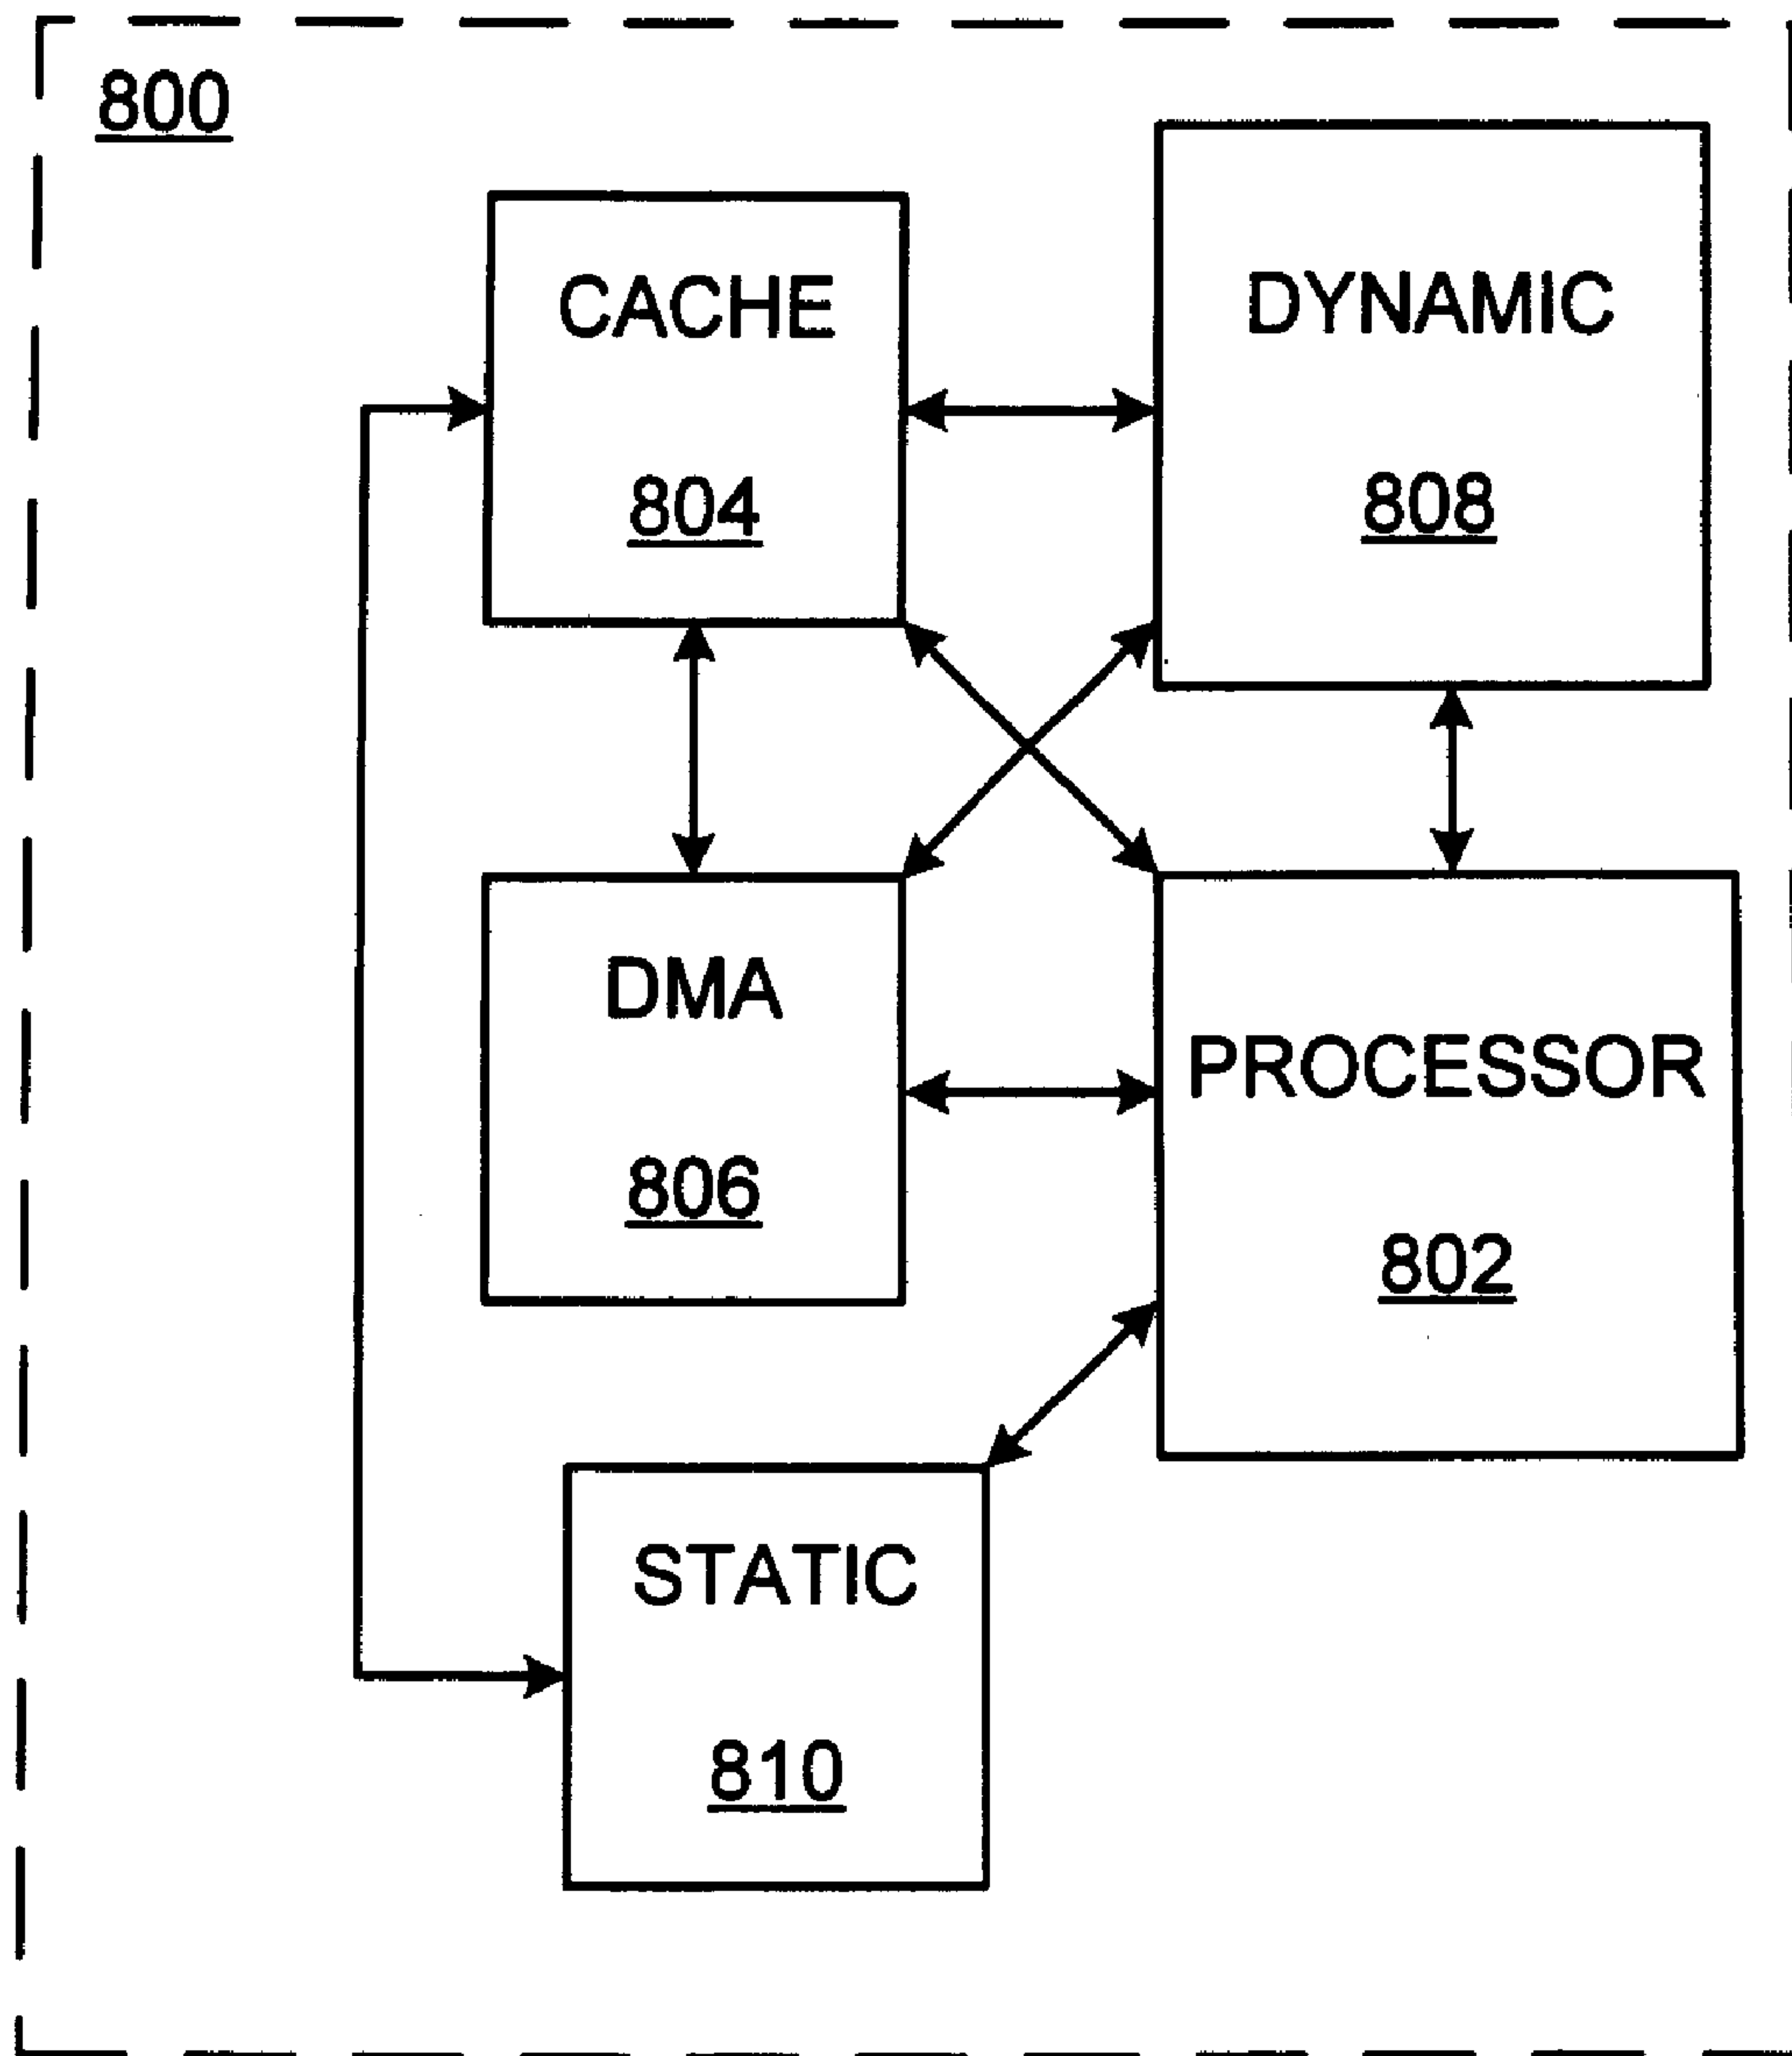 800
CACHE
804
DYNAMIC
808
DMA
806
PROCESSOR
802
STATIC
810